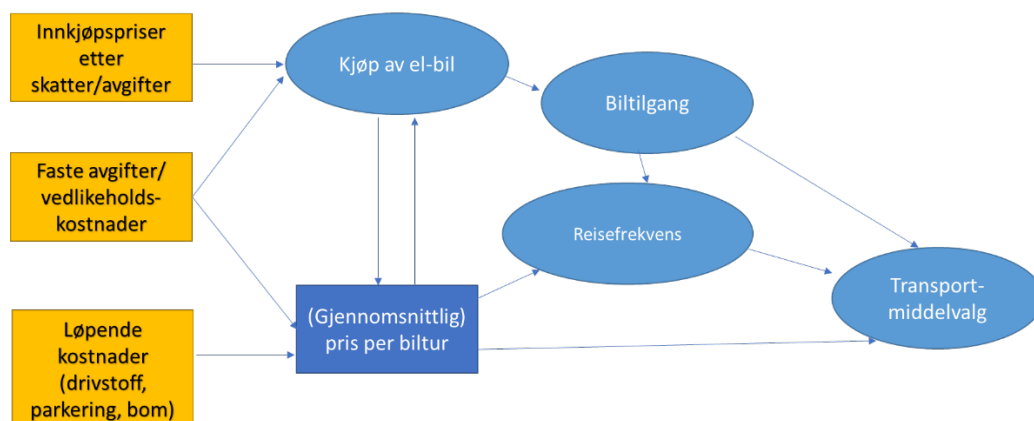 Innkjøpspriser
etter
skatter/avgifter
Kjøp av el-bil
Biltilgang
Faste avgifter/
vedlikeholds-
kostnader
Reisefrekvens
(Gjennomsnittlig)
pris per biltur
Transport-
middelvalg
Løpende
kostnader
(drivstoff,
parkering, bom)